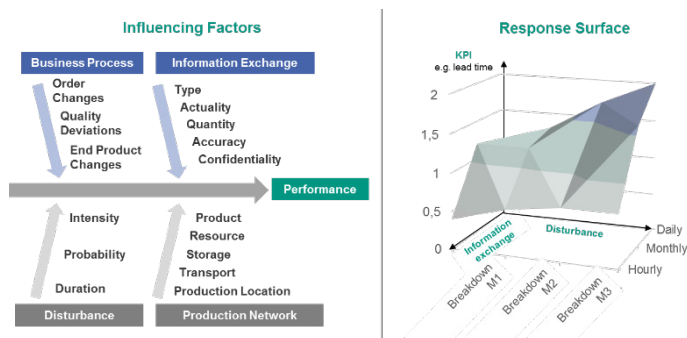 Influencing Factors
Business Process
Information Exchange
Order
Changes
Quality
Deviations
End Product
Changes
Type
Actuality
Quantity
Accuracy
Confidentiality
Performance
Intensity
Probability
Duration
Product
Resource
Storage
Transport
Production Location
Disturbance
Production Network
Response Surface
KPI
e.g. lead time
2
1,5
1
0,5
0
Information
exchange
Disturbance
Daily
Monthly
Hourly
Breakdown
M1
Breakdown
M2
Breakdown
M3